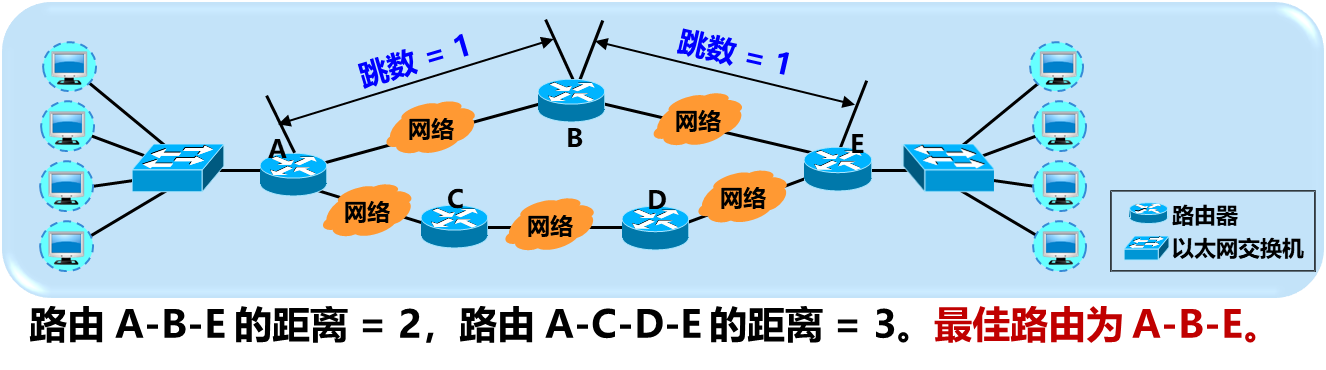 跳数 = 1
跳数 = 1
A
B
E
网络
网络
C
D
网络
网络
网络
路由器
以太网交换机
路由 A-B-E 的距离 = 2，路由 A-C-D-E 的距离 = 3。最佳路由为 A-B-E。